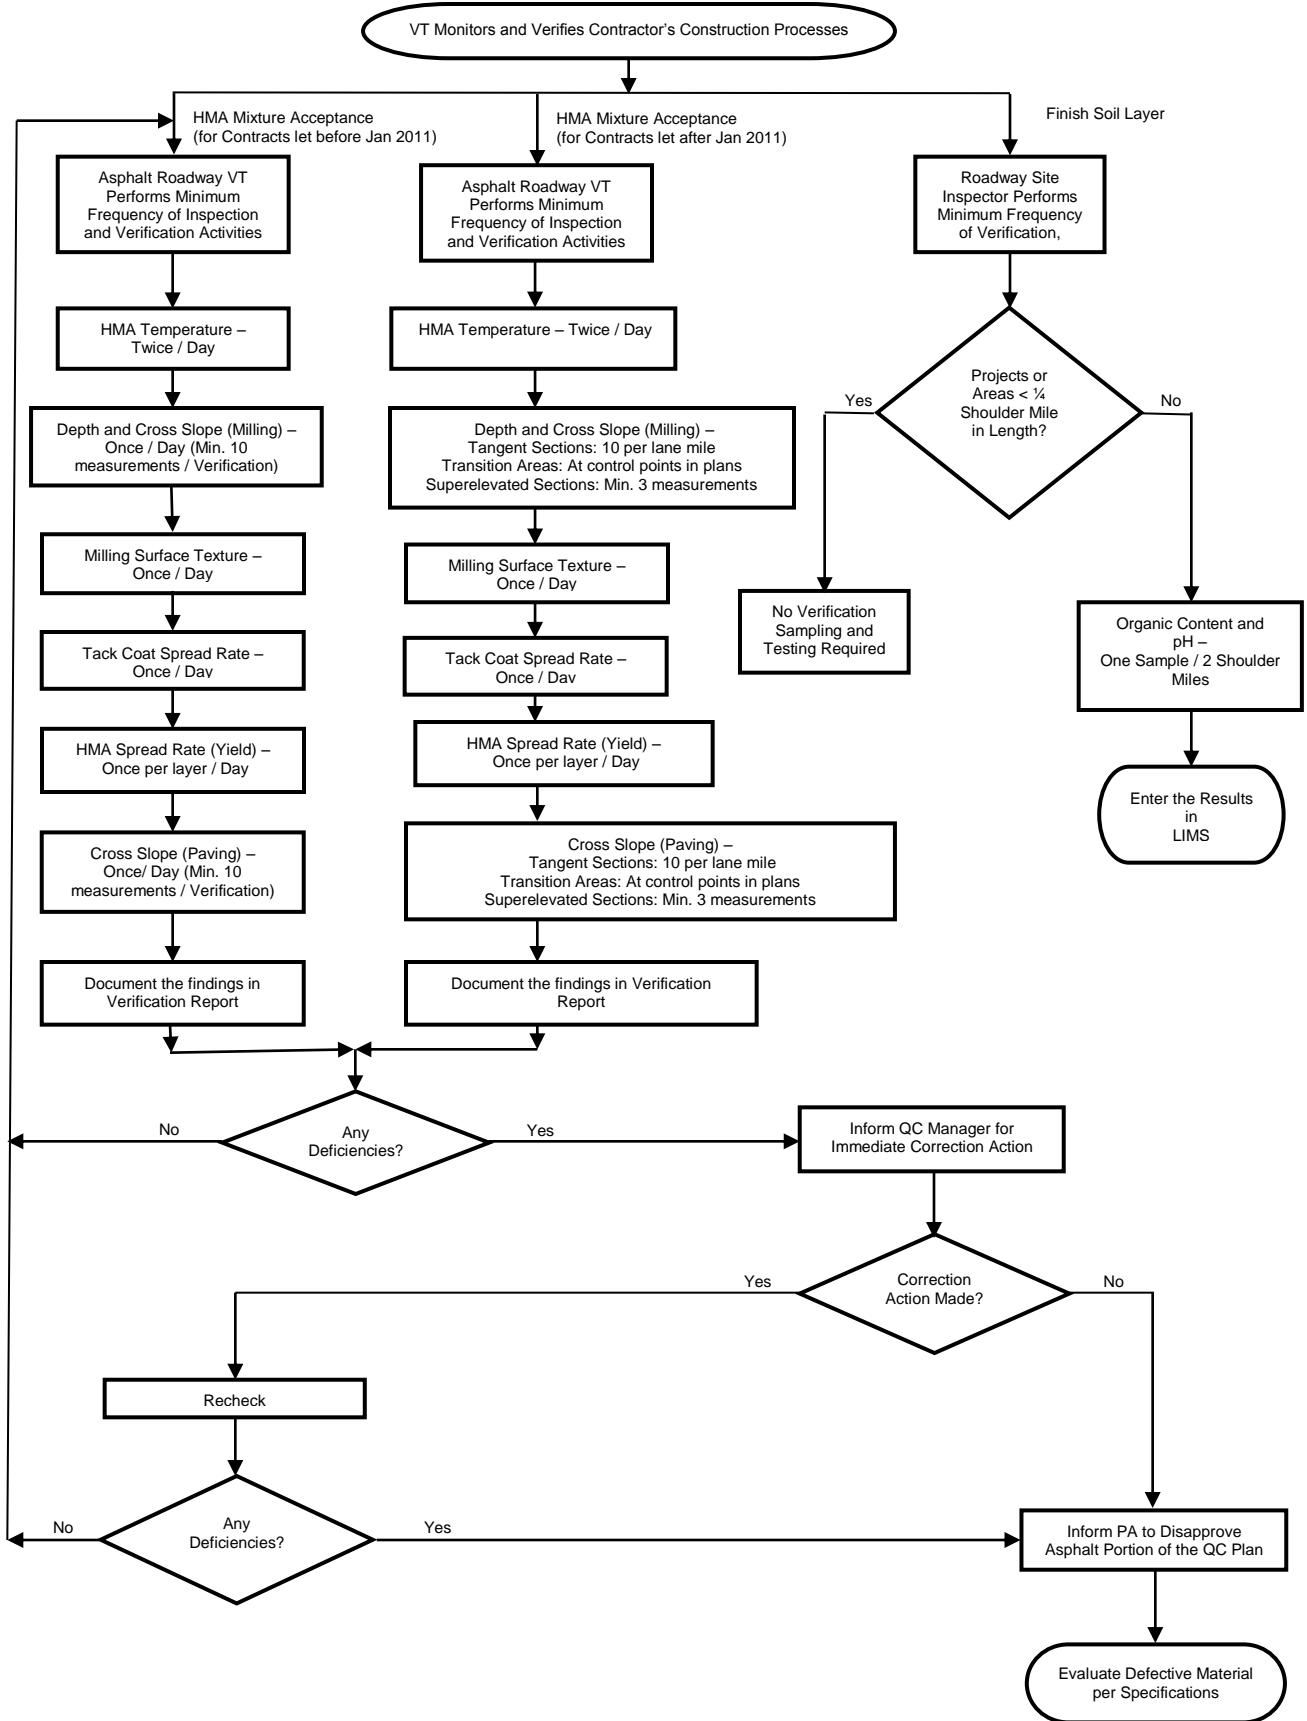 VT Monitors and Verifies Contractor's Construction Processes
HMA Mixture Acceptance
(for Contracts let before Jan 2011)
HMA Mixture Acceptance
(for Contracts let after Jan 2011)
Finish Soil Layer
Asphalt Roadway VT
Performs Minimum
Frequency of Inspection
and Verification Activities
Asphalt Roadway VT
Performs Minimum
Frequency of Inspection
and Verification Activities
Roadway Site
Inspector Performs
Minimum Frequency
of Verification,
HMA Temperature –
Twice / Day
HMA Temperature – Twice / Day
Projects or
Areas < ¼
Shoulder Mile
in Length?
Yes
No
Depth and Cross Slope (Milling) –
Once / Day (Min. 10
measurements / Verification)
Depth and Cross Slope (Milling) –
Tangent Sections: 10 per lane mile
Transition Areas: At control points in plans
Superelevated Sections: Min. 3 measurements
Milling Surface Texture –
Once / Day
Milling Surface Texture –
Once / Day
No Verification
Sampling and
Testing Required
Organic Content and
pH –
One Sample / 2 Shoulder
Miles
Tack Coat Spread Rate –
Once / Day
Tack Coat Spread Rate –
Once / Day
HMA Spread Rate (Yield) –
Once per layer / Day
HMA Spread Rate (Yield) –
Once per layer / Day
Enter the Results
in
LIMS
Cross Slope (Paving) –
Once/ Day (Min. 10
measurements / Verification)
Cross Slope (Paving) –
Tangent Sections: 10 per lane mile
Transition Areas: At control points in plans
Superelevated Sections: Min. 3 measurements
Document the findings in
Verification Report
Document the findings in Verification
Report
No
Any
Deficiencies?
Yes
Inform QC Manager for
Immediate Correction Action
Yes
Correction
Action Made?
No
Recheck
No
Any
Deficiencies?
Yes
Inform PA to Disapprove
Asphalt Portion of the QC Plan
Evaluate Defective Material
per Specifications